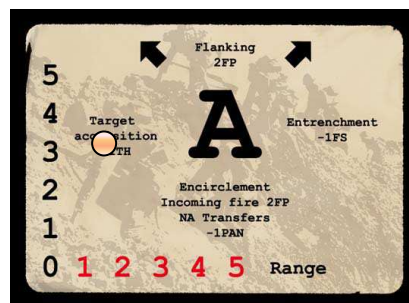 Flanking
2FP
5
4
3
2
1
0
Target
A
Entrenchment
-1FS
Encirclement
Incoming fire 2FP
NA Transfers
-1PAN
1 2 3 4 5 Range